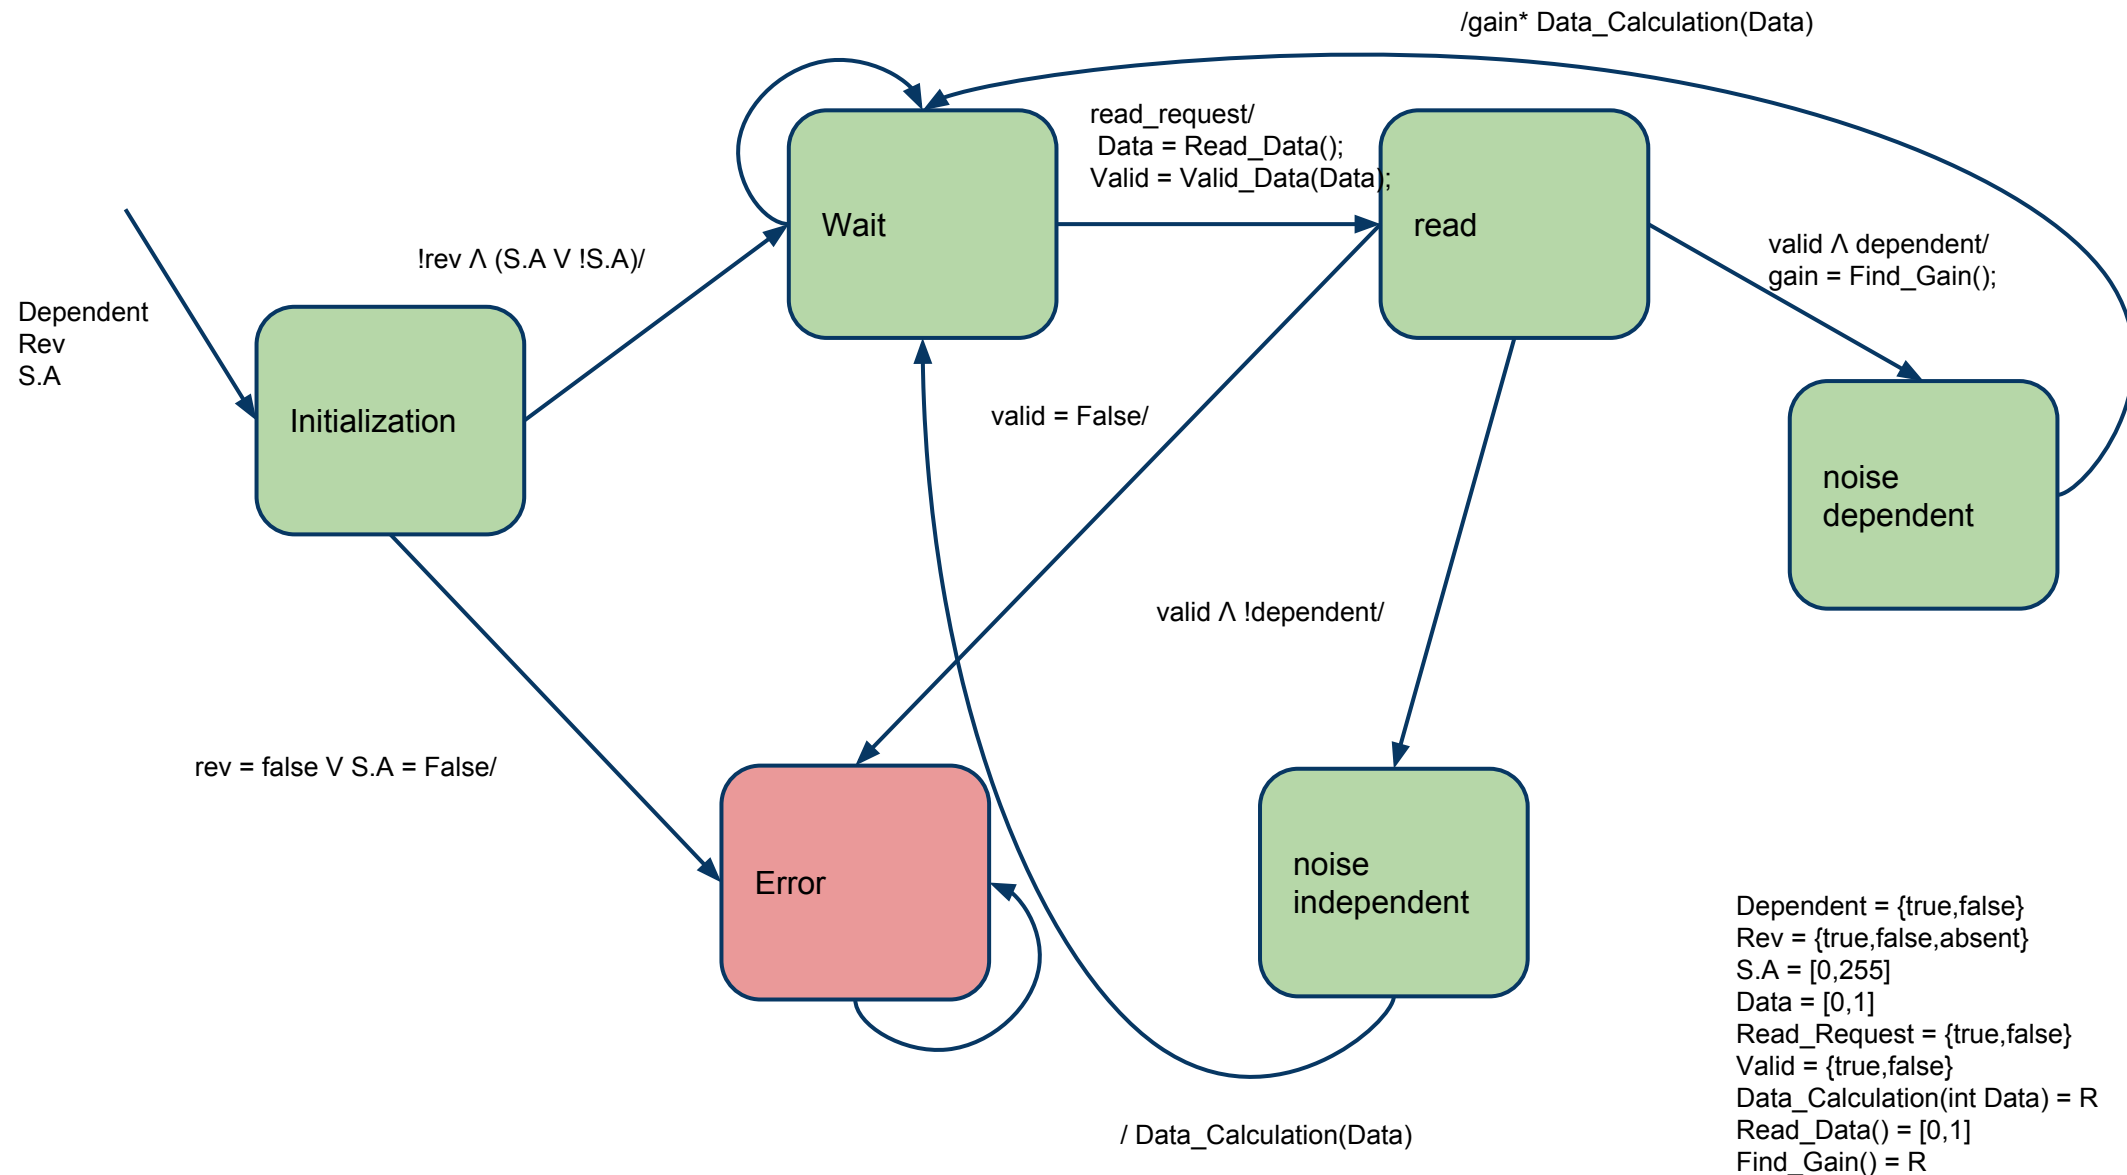 /gain* Data_Calculation(Data)
read_request/
Data = Read_Data();
Valid = Valid_Data(Data);
Wait
read
!rev Λ (S.A V !S.A)/
valid Λ dependent/
gain = Find_Gain();
Dependent
Rev
S.A
Initialization
valid = False/
noise
dependent
valid Λ !dependent/
rev = false V S.A = False/
Error
noise
independent
Dependent = {true,false}
Rev = {true,false,absent}
S.A = [0,255]
Data = [0,1]
Read_Request = {true,false}
Valid = {true,false}
Data_Calculation(int Data) = R
Read_Data() = [0,1]
Find_Gain() = R
/ Data_Calculation(Data)